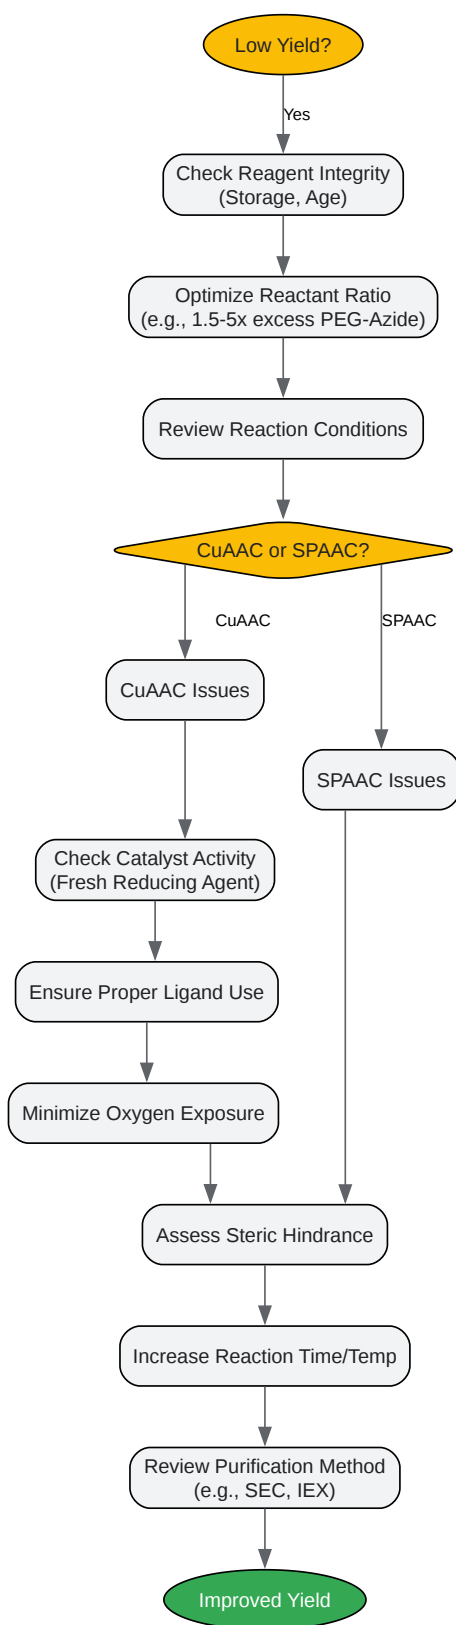 Low Yield?
Yes
Check Reagent Integrity
(Storage, Age)
Optimize Reactant Ratio
(e.g., 1.5-5x excess PEG-Azide)
Review Reaction Conditions
CuAAC or SPAAC?
CuAAC
SPAAC
CuAAC Issues
SPAAC Issues
Check Catalyst Activity
(Fresh Reducing Agent)
Ensure Proper Ligand Use
Minimize Oxygen Exposure
Assess Steric Hindrance
Increase Reaction Time/Temp
Review Purification Method
(e.g., SEC, IEX)
Improved Yield